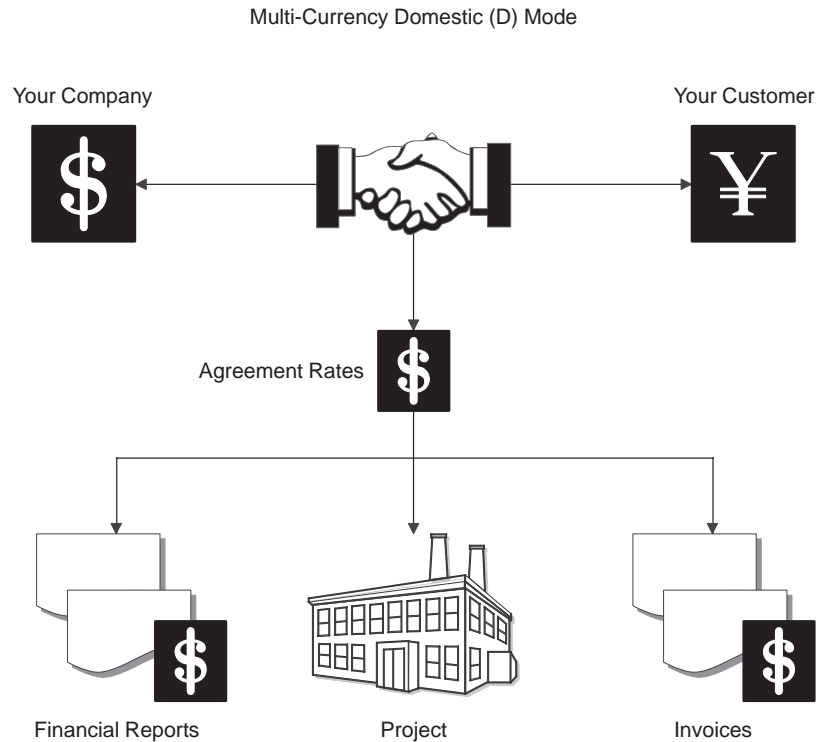 Multi-Currency Domestic (D) Mode
Your Company
Your Customer
$
¥
Agreement Rates
$
$
$
Financial Reports
Project
Invoices